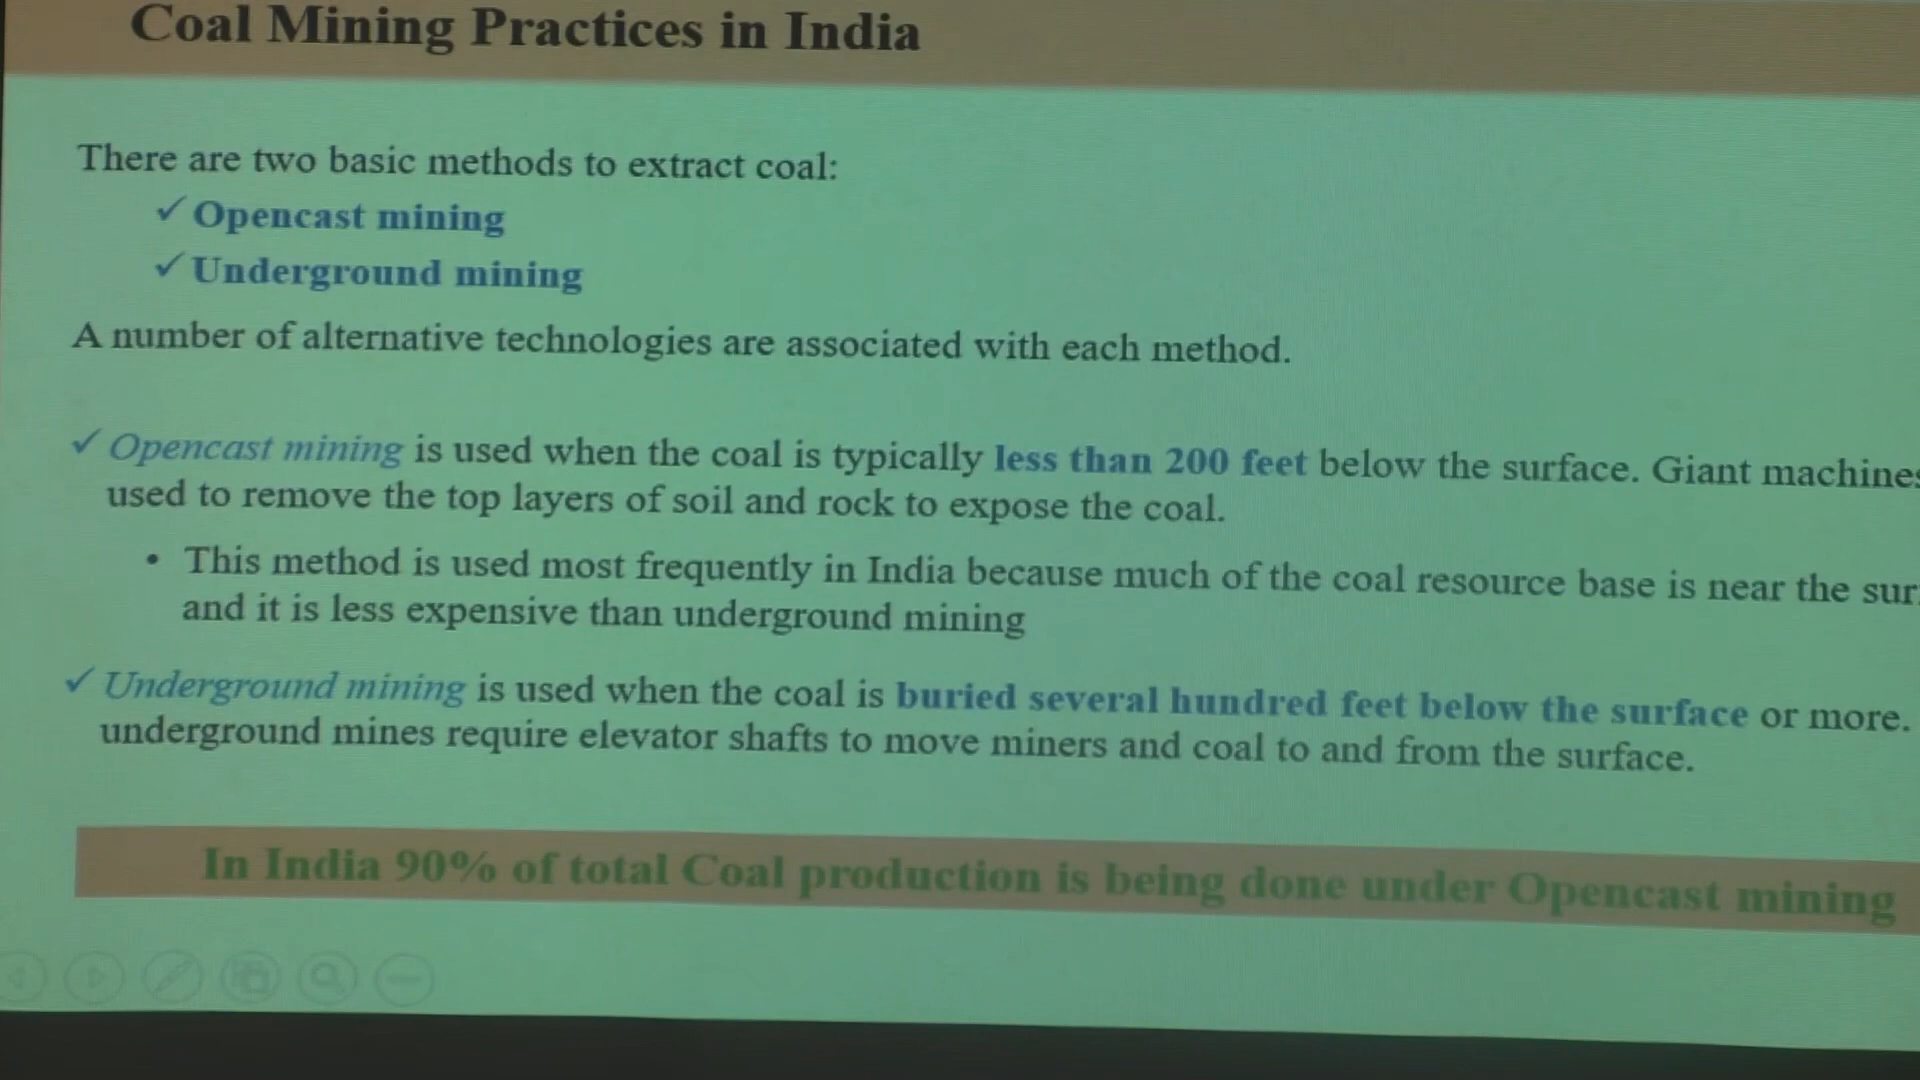 Coal Mining Practices in India
There are two basic methods to extract coal:
✓ Opencast mining
✓ Underground mining
A number of alternative technologies are associated with each method.
✓ Opencast mining is used when the coal is typically less than 200 feet below the surface. Giant machines
used to remove the top layers of soil and rock to expose the coal.
• This method is used most frequently in India because much of the coal resource base is near the
and it is less expensive than underground mining
✓ Underground mining is used when the coal is buried several hundred feet below the surface or more.
underground mines require elevator shafts to move miners and coal to and from the surface.
In India 90% of total Coal production is being done under Opencast mining